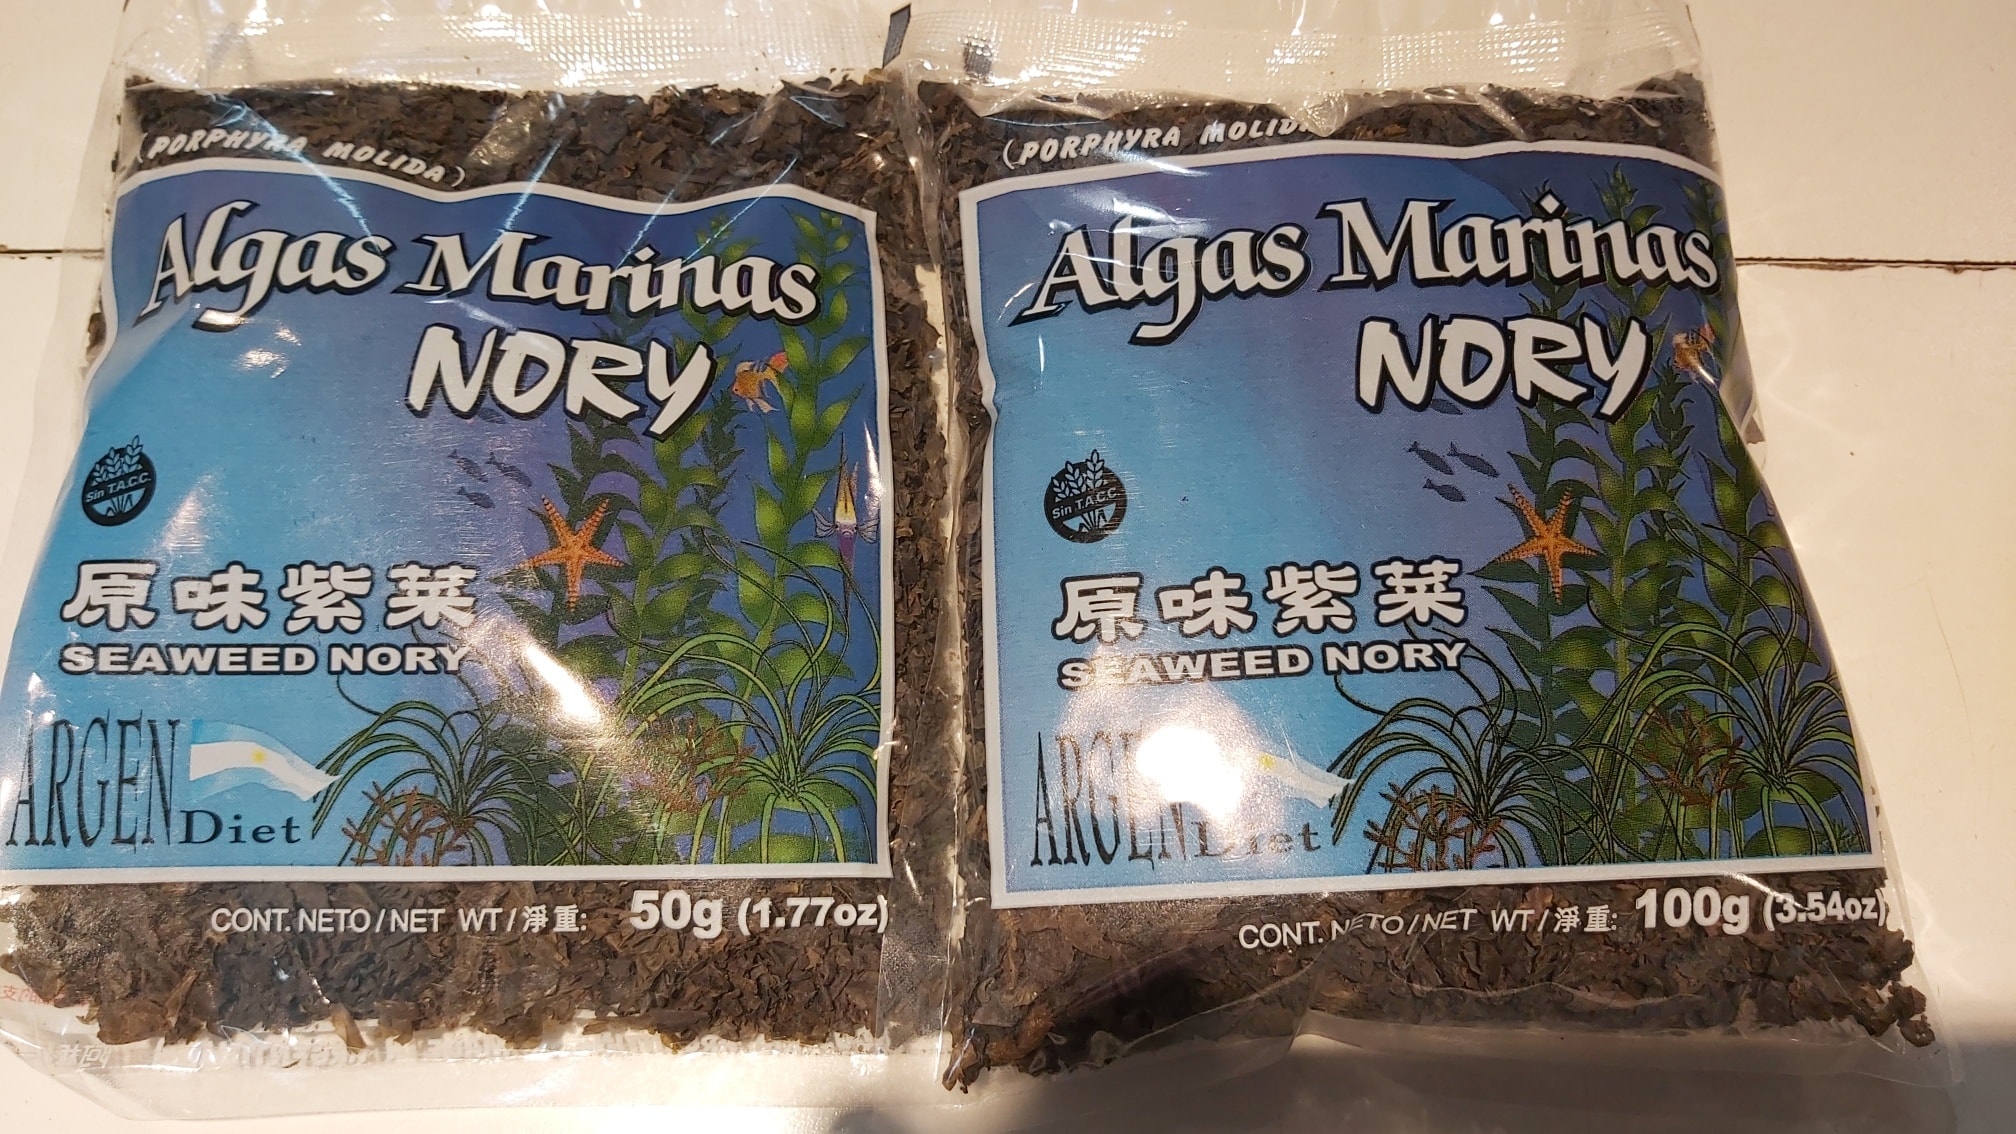 (PORPHYRA MOLIDA)
Algas Marinas
NORY
Sin T.A.C.C.
原味紫菜
SEAWEED NORY
ARGEN Diet
CONT. NETO / NET WT / 淨重: 50g (1.77oz)
(PORPHYRA
Algas Marinas
NORY
Sin T.A.C.C.
原味紫菜
SEAWEED NORY
ARGEN Diet
CONT. NETO / NET WT / 淨重: 100g (3.54oz)